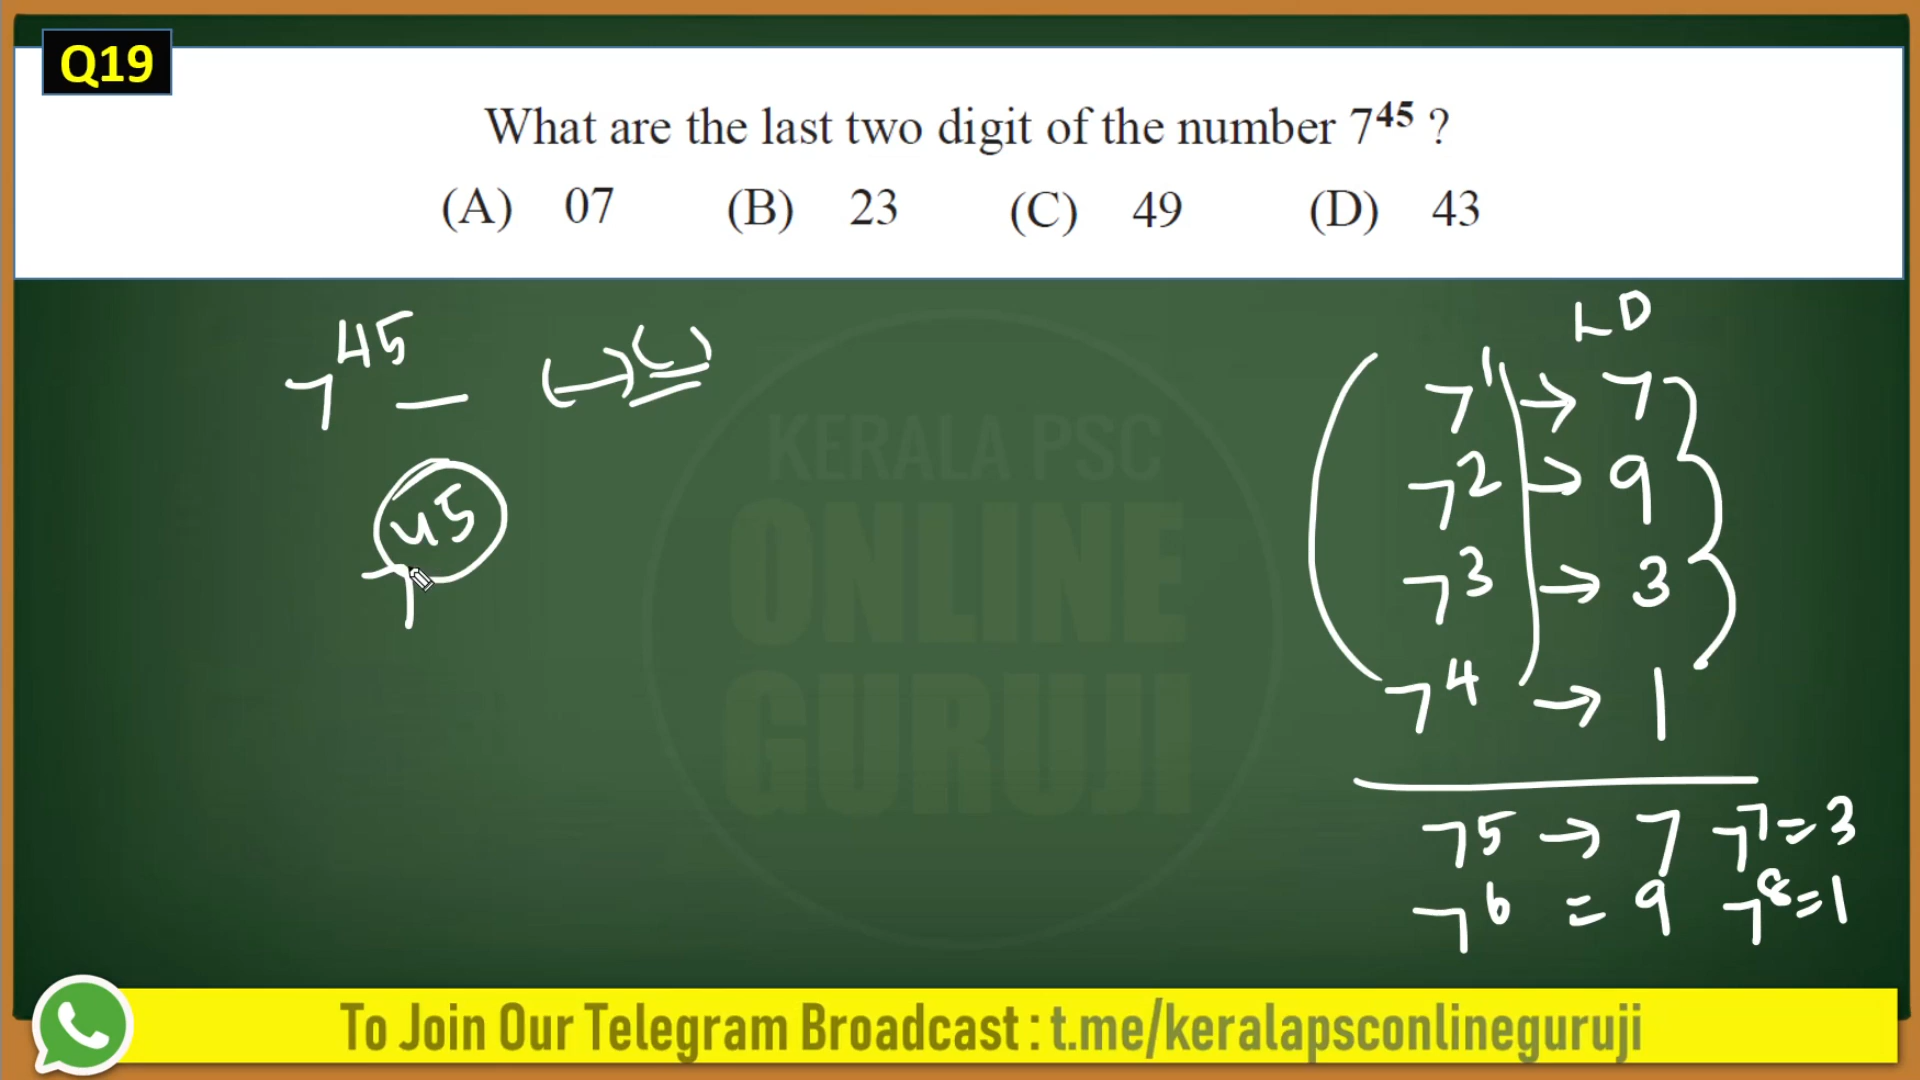 Q19
What are the last two digit of the number 7⁴⁵ ?
(A) 07 (B) 23 (C) 49 (D) 43
7⁴⁵ – (—)( )
7⁴⁵
LD
7¹ → 7
7² → 9
7³ → 3
7⁴ → 1
7⁵ → 7 7⁷ = 3
7⁶ = 9 7⁸ = 1
KERALA PSC
ONLINE
GURUJI
To Join Our Telegram Broadcast : t.me/keralapsconlineguruji